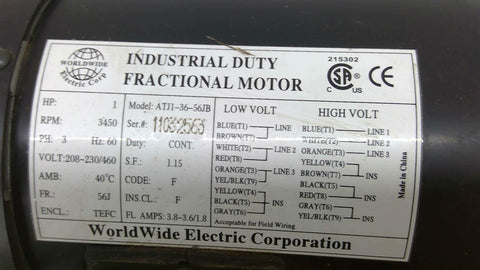 WORLDWIDE
Electric Corp
INDUSTRIAL DUTY
FRACTIONAL MOTOR
215302
CSA US
CE
HP: 1
RPM: 3450
PH: 3 Hz: 60
VOLT:208-230/460
AMB: 40°C
FR.: 56J
ENCL.: TEFC
Model: ATJ1-36-56JB
Ser.#: 11032565
Duty: CONT.
S.F.: 1.15
CODE: F
INS.CL.: F
FL AMPS: 3.8-3.6/1.8
LOW VOLT
BLUE(T1) LINE
BROWN(T7)
WHITE(T2) LINE
RED(T8)
ORANGE(T3) LINE
YEL/BLK(T9)
YELLOW(T4)
BLACK(T5) INS
GRAY(T6)
Acceptable for Field Wiring
HIGH VOLT
BLUE(T1) LINE 1
WHITE(T2) LINE 2
ORANGE(T3) LINE 3
YELLOW(T4) INS
BROWN(T7)
BLACK(T5) INS
RED(T8)
GRAY(T6) INS
YEL/BLK(T9)
Made in China
WorldWide Electric Corporation